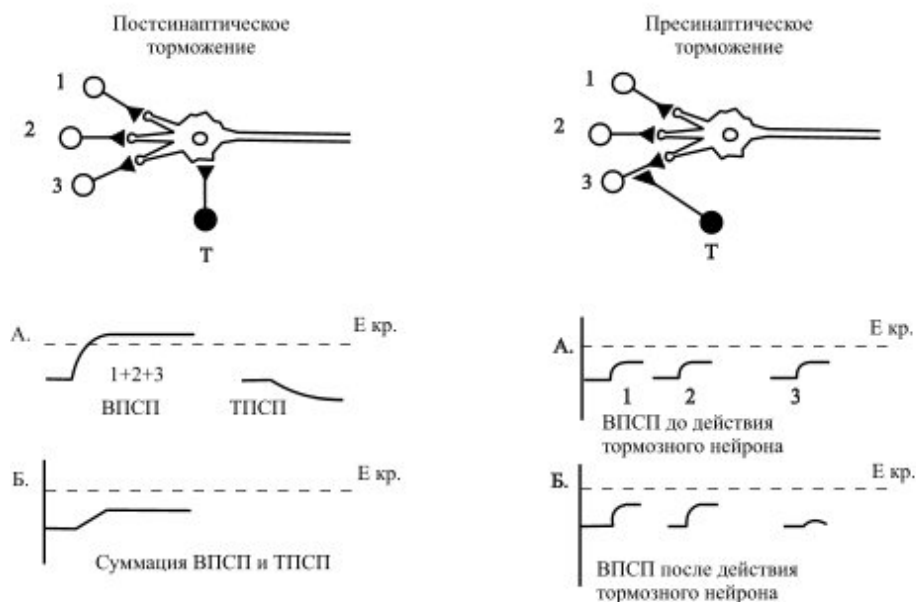 Постсинаптическое
торможение
1
2
3
Т
А.
Е кр.
1+2+3
ВПСП
ТПСП
Б.
Е кр.
Суммация ВПСП и ТПСП
Пресинаптическое
торможение
1
2
3
Т
А.
Е кр.
1
2
3
ВПСП до действия
тормозного нейрона
Б.
Е кр.
ВПСП после действия
тормозного нейрона